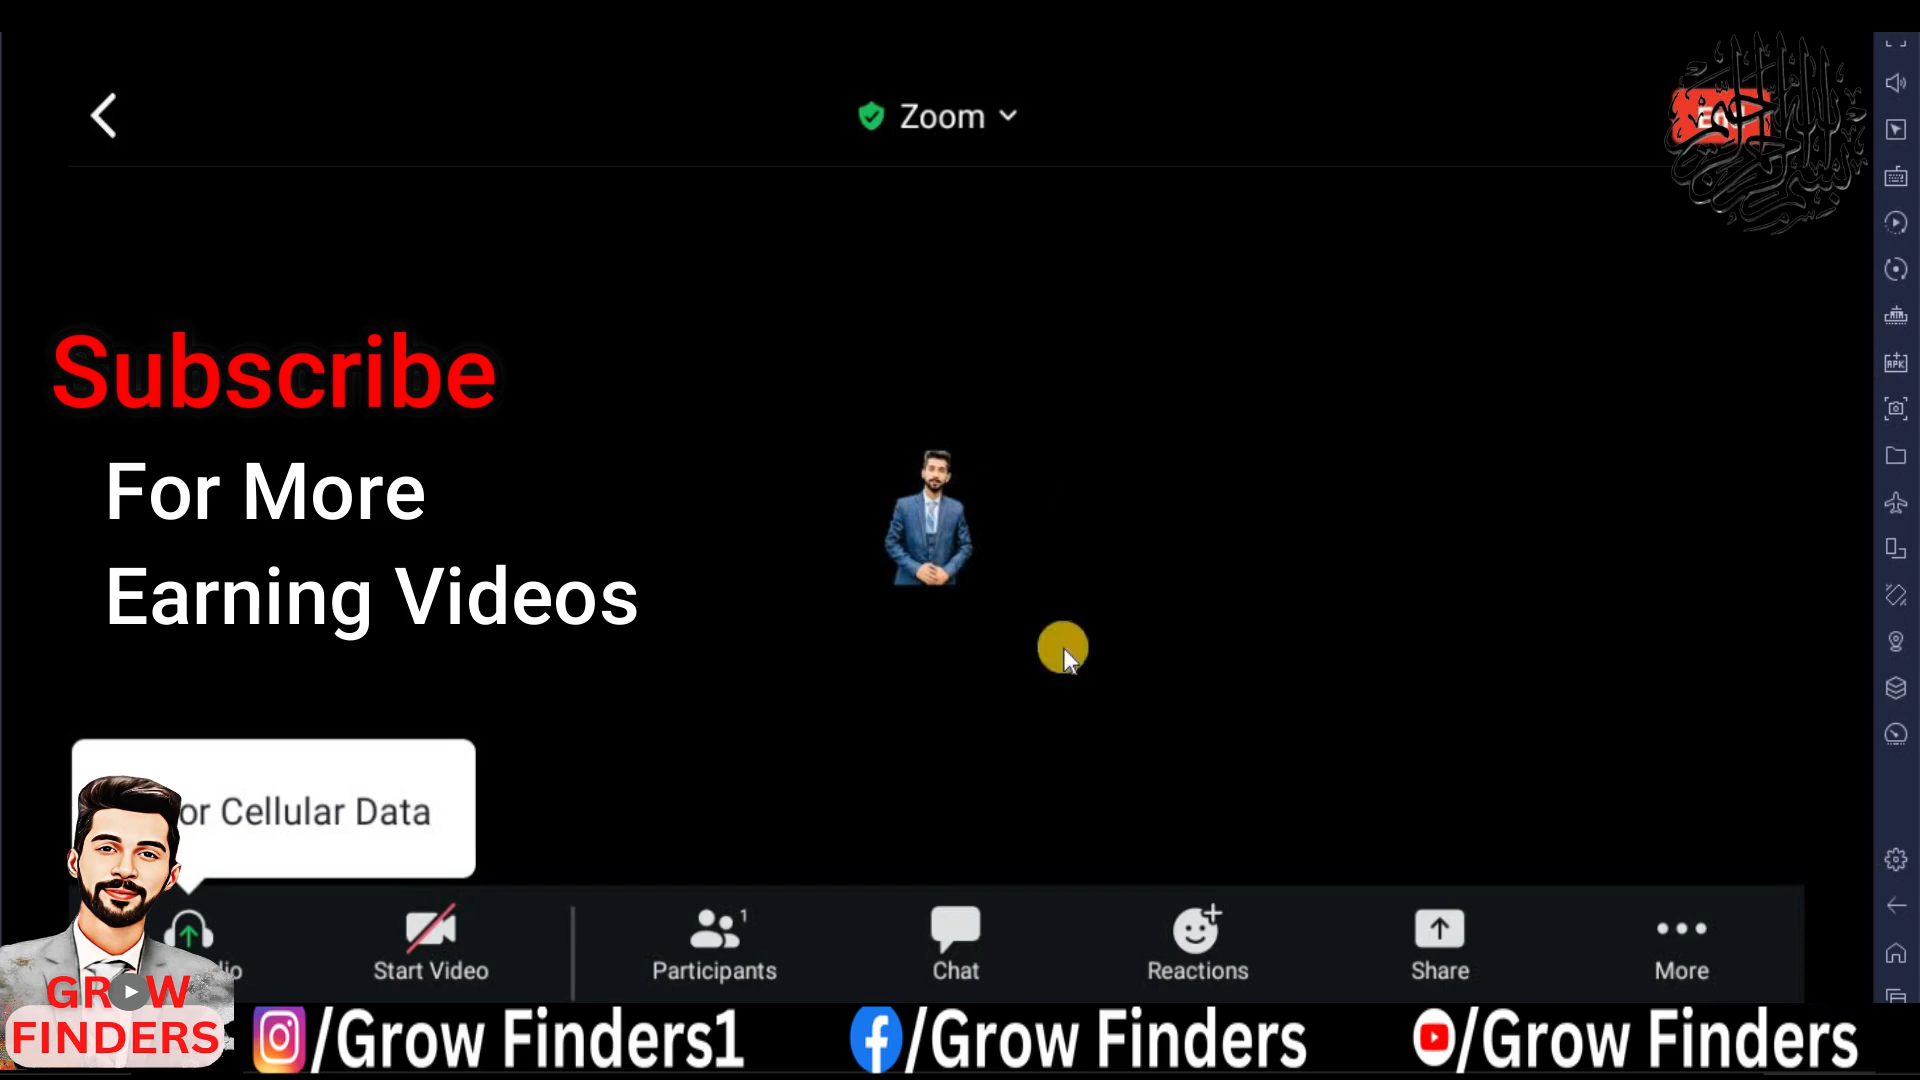 Zoom
Subscribe
For More
Earning Videos
or Cellular Data
dio
Start Video
Participants
1
Chat
Reactions
Share
More
GROW
FINDERS
/Grow Finders1
/Grow Finders
/Grow Finders